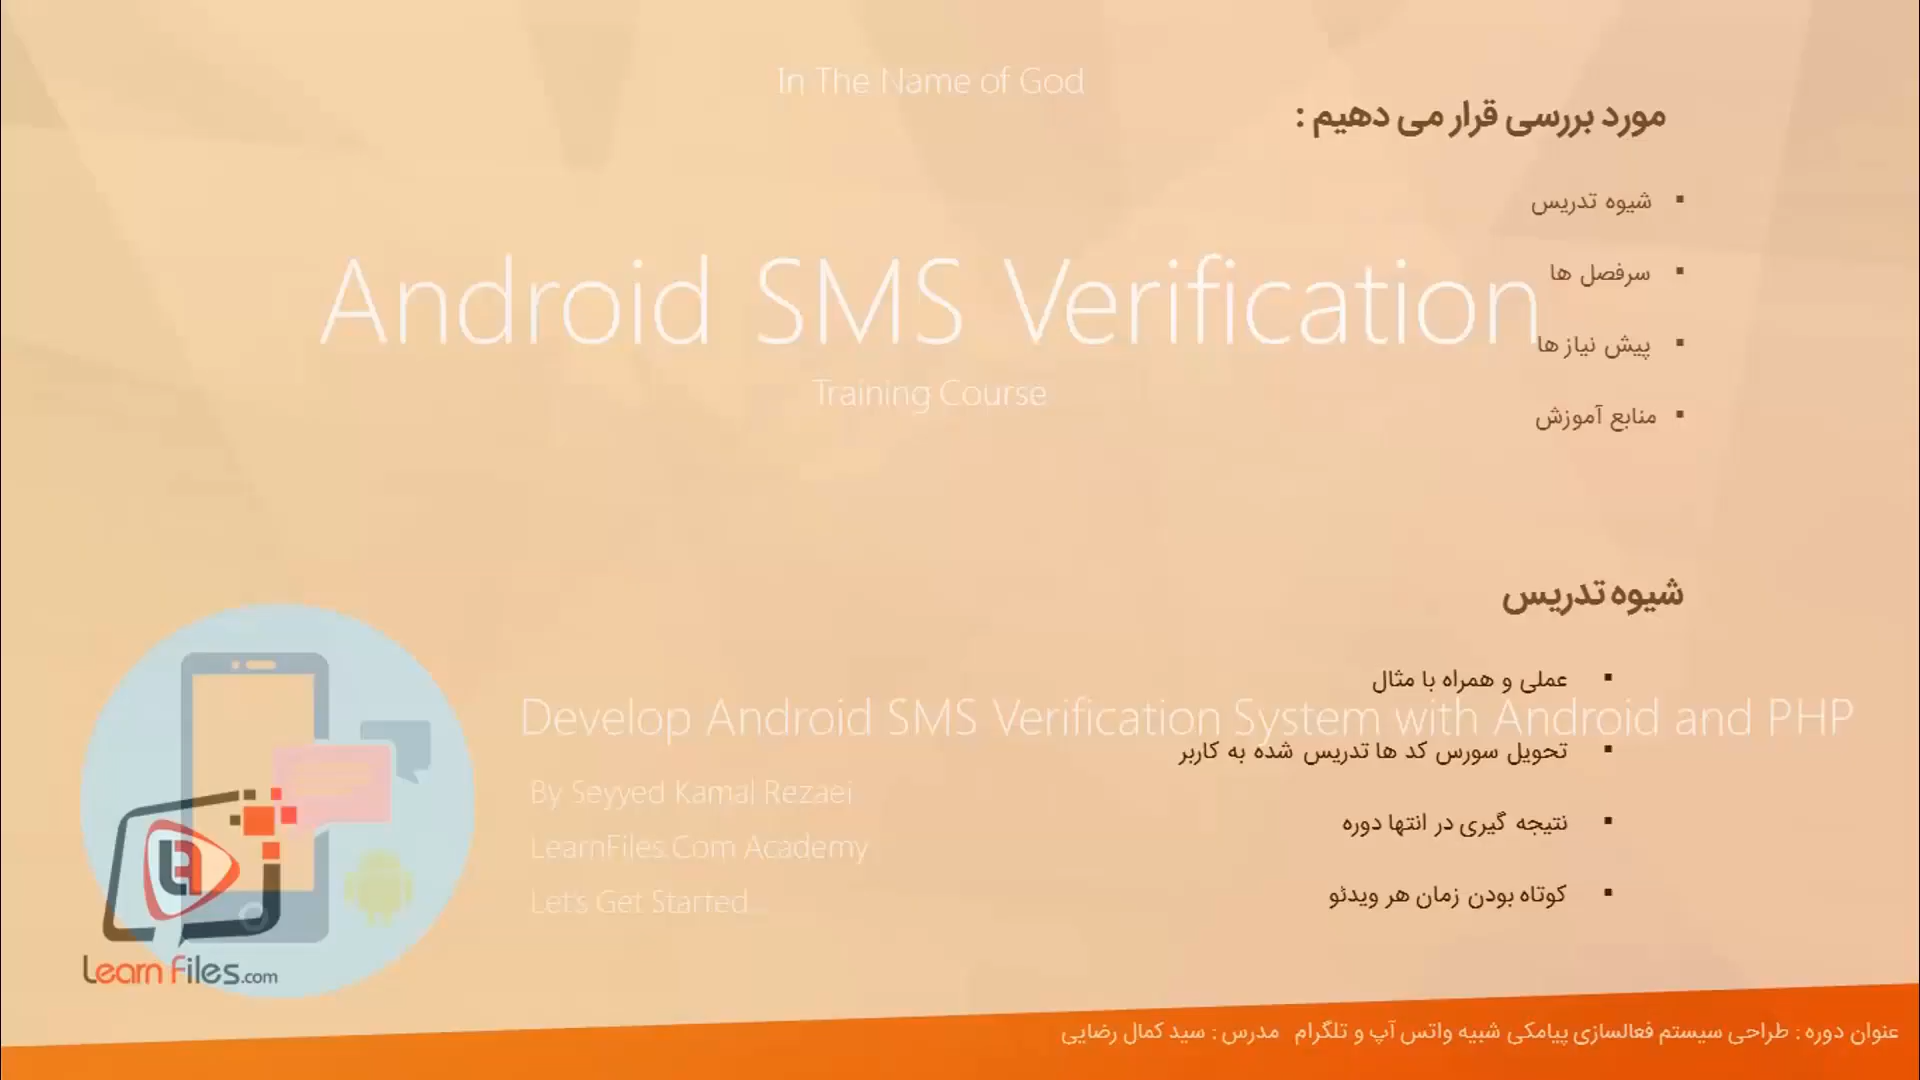 In The Name of God
مورد بررسی قرار می دهیم :
▪ شیوه تدریس
▪ سرفصل ها
Android SMS Verification
▪ پیش نیاز ها
Training Course
▪ منابع آموزش
شیوه تدریس
▪ عملی و همراه با مثال
Develop Android SMS Verification System with Android and PHP
▪ تحویل سورس کد ها تدریس شده به کاربر
By Seyyed Kamal Rezaei
▪ نتیجه گیری در انتها دوره
LearnFiles.Com Academy
▪ کوتاه بودن زمان هر ویدئو
Let's Get Started...
Learn Files.com
عنوان دوره : طراحی سیستم فعالسازی پیامکی شبیه واتس آپ و تلگرام مدرس : سید کمال رضایی